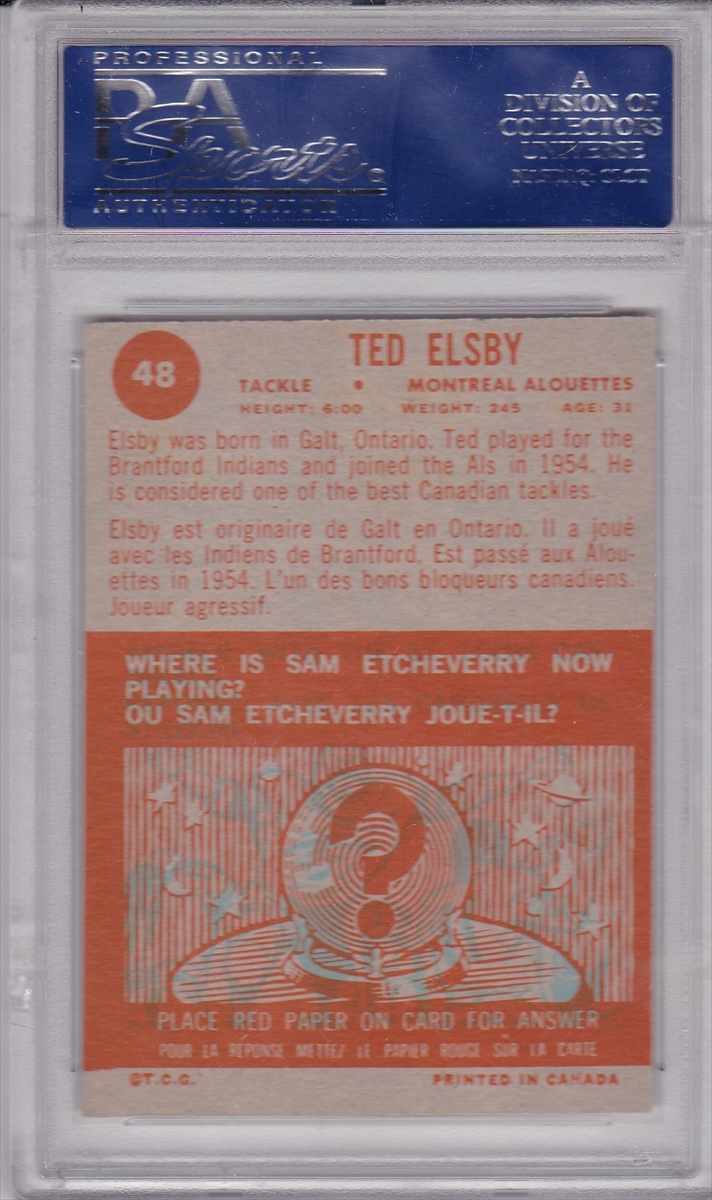 PROFESSIONAL
PSA
Sports
AUTHENTICATOR
A
DIVISION OF
COLLECTORS
UNIVERSE
NASDAQ: CLCT
48
TED ELSBY
TACKLE • MONTREAL ALOUETTES
HEIGHT: 6:00 WEIGHT: 245 AGE: 31
Elsby was born in Galt, Ontario. Ted played for the
Brantford Indians and joined the Als in 1954. He
is considered one of the best Canadian tackles.
Elsby est originaire de Galt en Ontario. Il a joué
avec les Indiens de Brantford. Est passé aux Alou-
ettes in 1954. L'un des bons bloqueurs canadiens.
Joueur agressif.
WHERE IS SAM ETCHEVERRY NOW
PLAYING?
OU SAM ETCHEVERRY JOUE-T-IL?
?
PLACE RED PAPER ON CARD FOR ANSWER
POUR LA RÉPONSE METTEZ LE PAPIER ROUGE SUR LA CARTE
©T.C.G. PRINTED IN CANADA